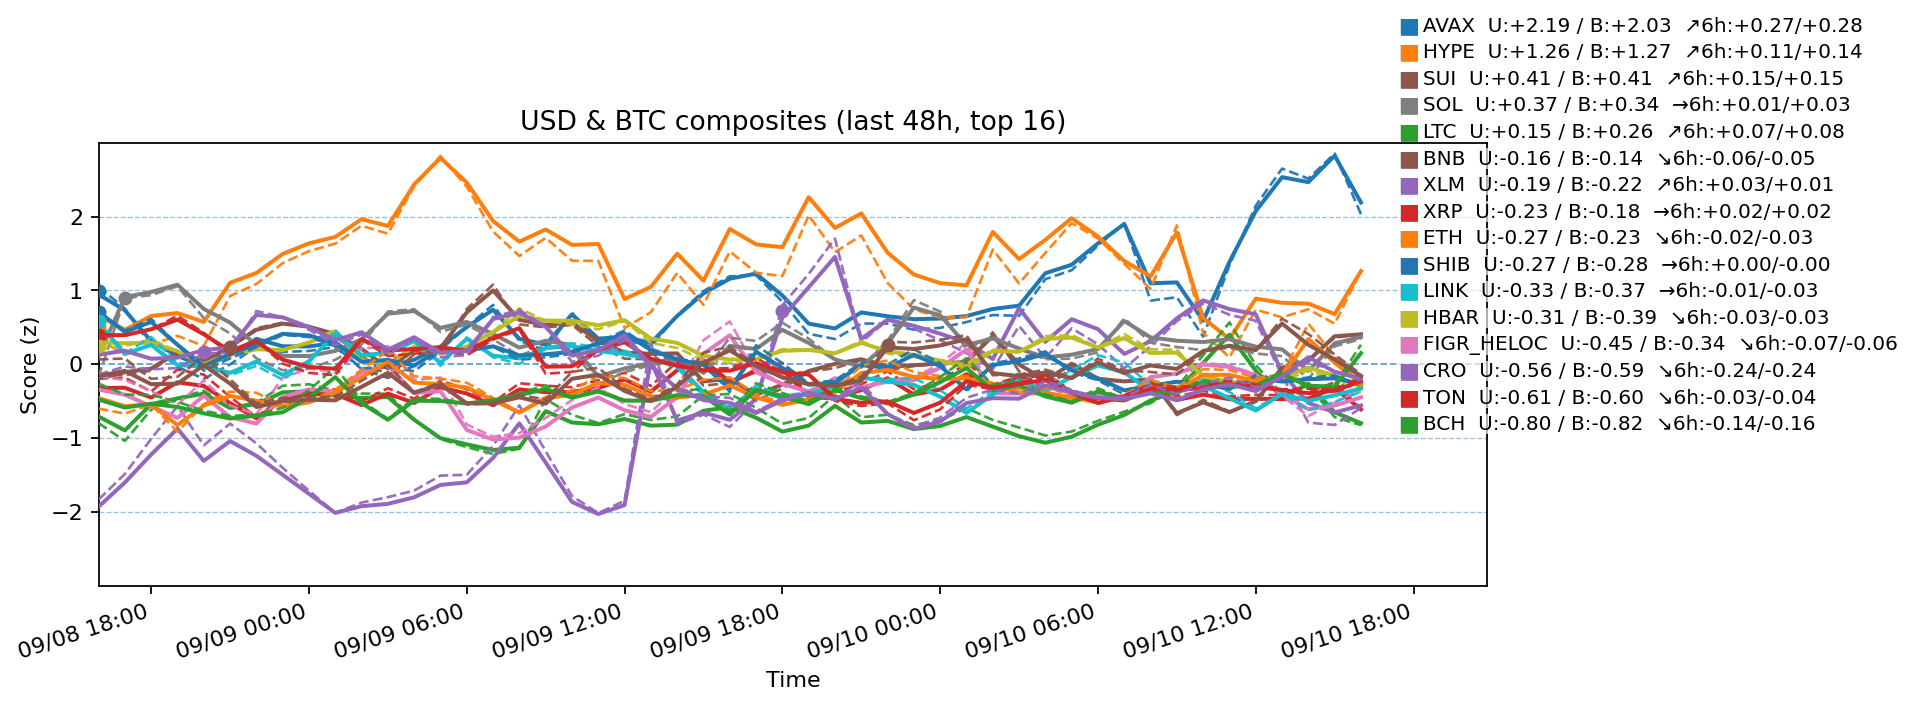 AVAX U:+2.19 / B:+2.03 ↗6h:+0.27/+0.28
HYPE U:+1.26 / B:+1.27 ↗6h:+0.11/+0.14
SUI U:+0.41 / B:+0.41 ↗6h:+0.15/+0.15
SOL U:+0.37 / B:+0.34 →6h:+0.01/+0.03
LTC U:+0.15 / B:+0.26 ↗6h:+0.07/+0.08
BNB U:-0.16 / B:-0.14 ↘6h:-0.06/-0.05
XLM U:-0.19 / B:-0.22 ↗6h:+0.03/+0.01
XRP U:-0.23 / B:-0.18 →6h:+0.02/+0.02
ETH U:-0.27 / B:-0.23 ↘6h:-0.02/-0.03
SHIB U:-0.27 / B:-0.28 →6h:+0.00/-0.00
LINK U:-0.33 / B:-0.37 →6h:-0.01/-0.03
HBAR U:-0.31 / B:-0.39 ↘6h:-0.03/-0.03
FIGR_HELOC U:-0.45 / B:-0.34 ↘6h:-0.07/-0.06
CRO U:-0.56 / B:-0.59 ↘6h:-0.24/-0.24
TON U:-0.61 / B:-0.60 ↘6h:-0.03/-0.04
BCH U:-0.80 / B:-0.82 ↘6h:-0.14/-0.16
USD & BTC composites (last 48h, top 16)
Score (z)
2
1
0
−1
−2
09/08 18:00
09/09 00:00
09/09 06:00
09/09 12:00
09/09 18:00
09/10 00:00
09/10 06:00
09/10 12:00
09/10 18:00
Time